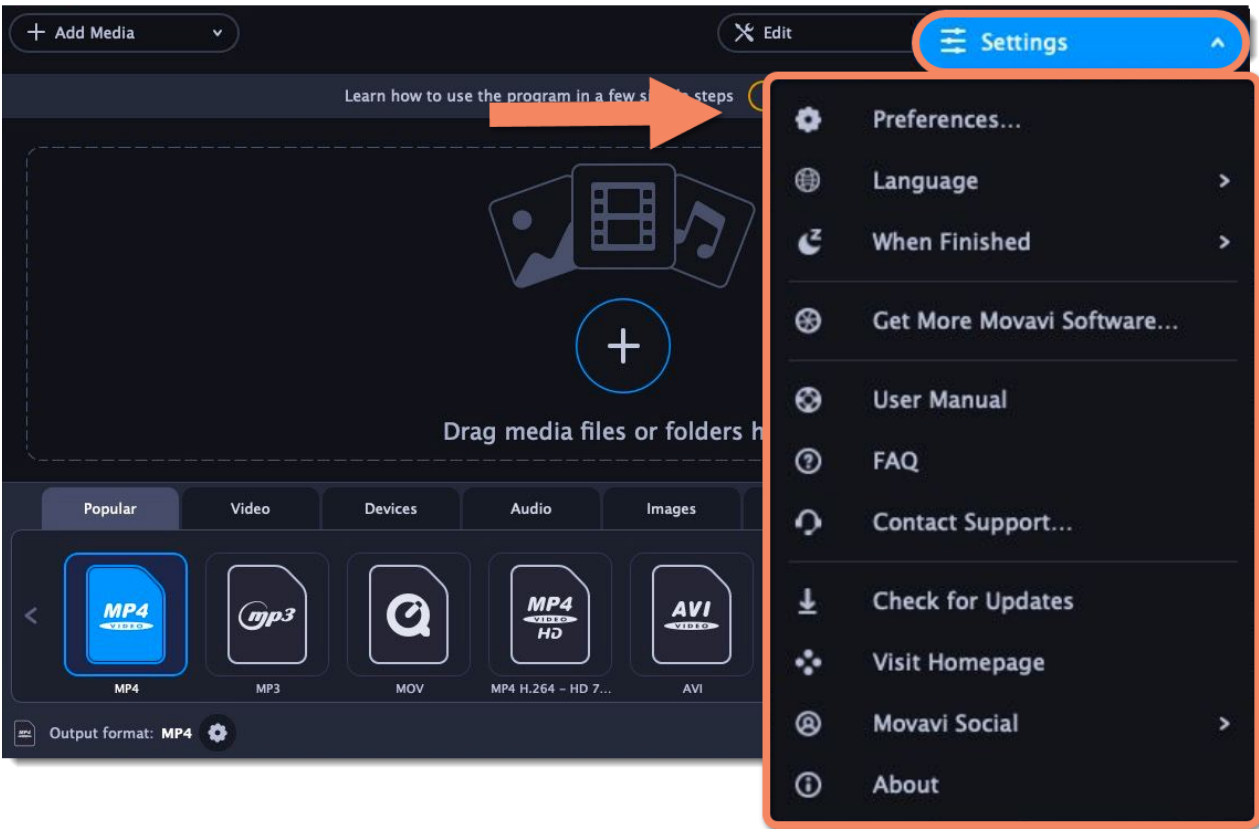 Add Media
Edit
Settings
Learn how to use the program in a few steps
Preferences...
Language
When Finished
Get More Movavi Software...
User Manual
FAQ
Contact Support...
Check for Updates
Visit Homepage
Movavi Social
About
Drag media files or folders
Popular
Video
Devices
Audio
Images
MP4
VIDEO
mp3
MP4
VIDEO
HD
AVI
VIDEO
MP4
MP3
MOV
MP4 H.264 – HD 7...
AVI
Output format: MP4